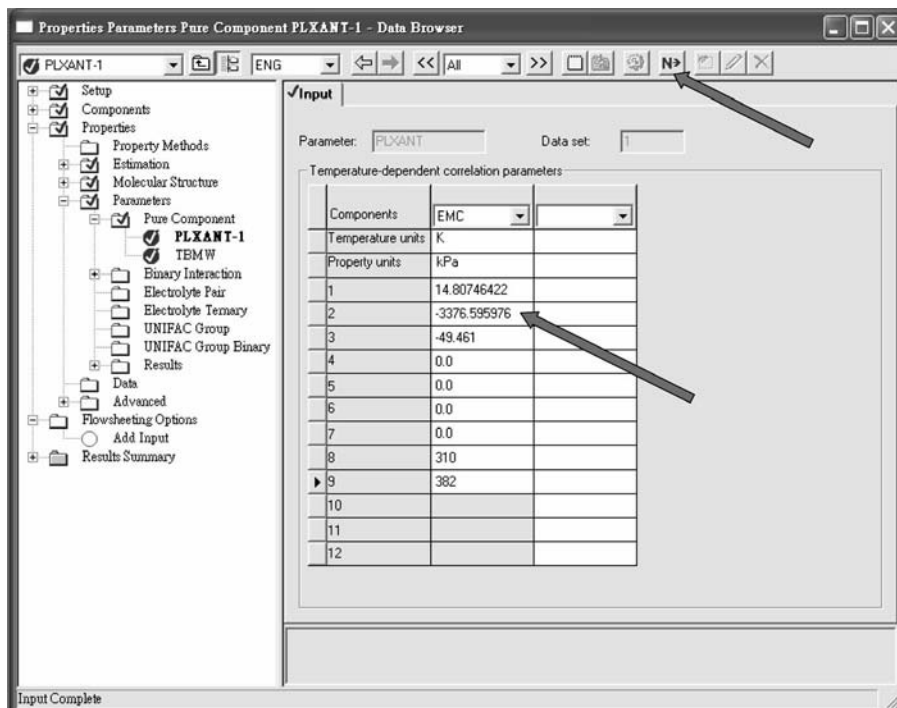 Properties Parameters Pure Component PLXANT-1 - Data Browser
PLXANT-1 ENG << All >> N>
Setup
Components
Properties
Property Methods
Estimation
Molecular Structure
Parameters
Pure Component
PLXANT-1
TBMW
Binary Interaction
Electrolyte Pair
Electrolyte Ternary
UNIFAC Group
UNIFAC Group Binary
Results
Data
Advanced
Flowsheeting Options
Add Input
Results Summary
√Input
Parameter: PLXANT Data set: 1
Temperature-dependent correlation parameters
Components EMC
Temperature units K
Property units kPa
1 14.80746422
2 -3376.595976
3 -49.461
4 0.0
5 0.0
6 0.0
7 0.0
8 310
9 382
10
11
12
Input Complete